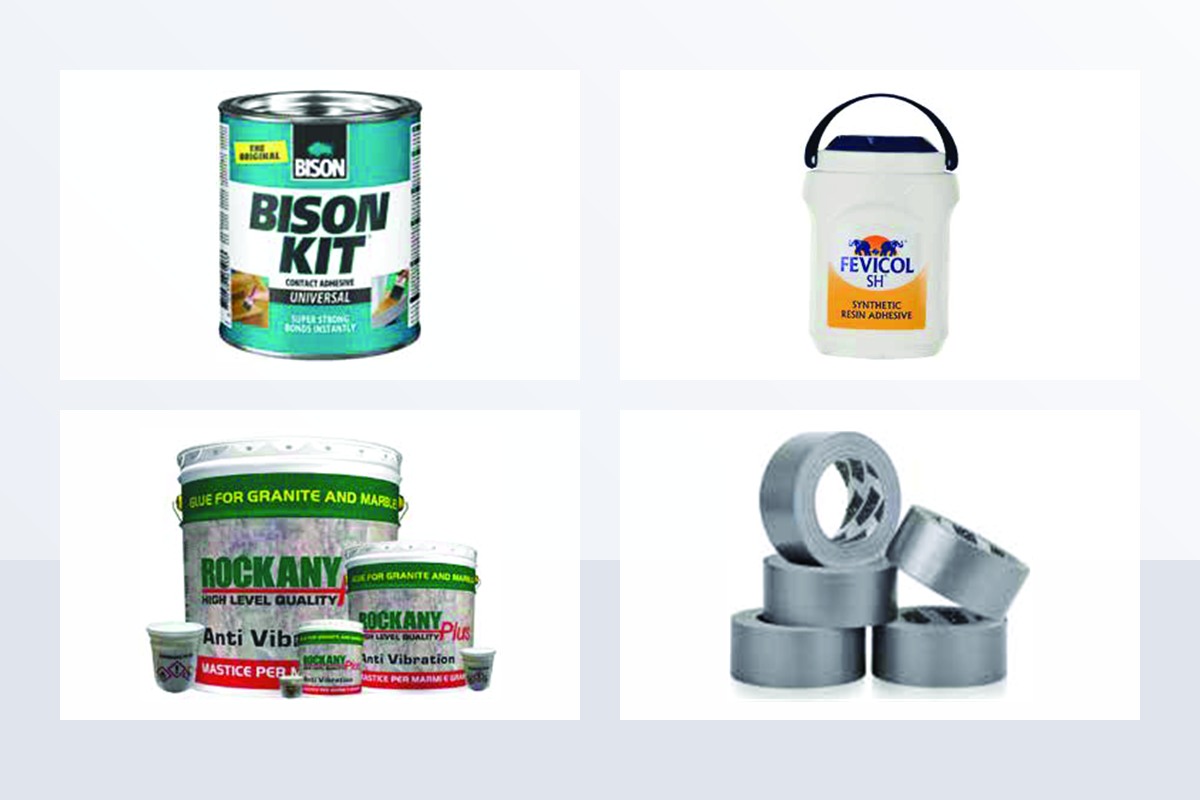 THE
ORIGINAL
BISON
BISON
KIT
CONTACT ADHESIVE
UNIVERSAL
SUPER STRONG
BONDS INSTANTLY
FEVICOL
SH
SYNTHETIC
RESIN ADHESIVE
GLUE FOR GRANITE AND MARBLE
ROCKANY
HIGH LEVEL QUALITY
Anti Vib
MASTICE PER M
GLUE FOR GRANITE AND MARBLE
ROCKANY
HIGH LEVEL QUALITY Plus
Anti Vibration
MASTICE PER MARMI E GRAN
ROCKANY
Plus
Anti Vibration